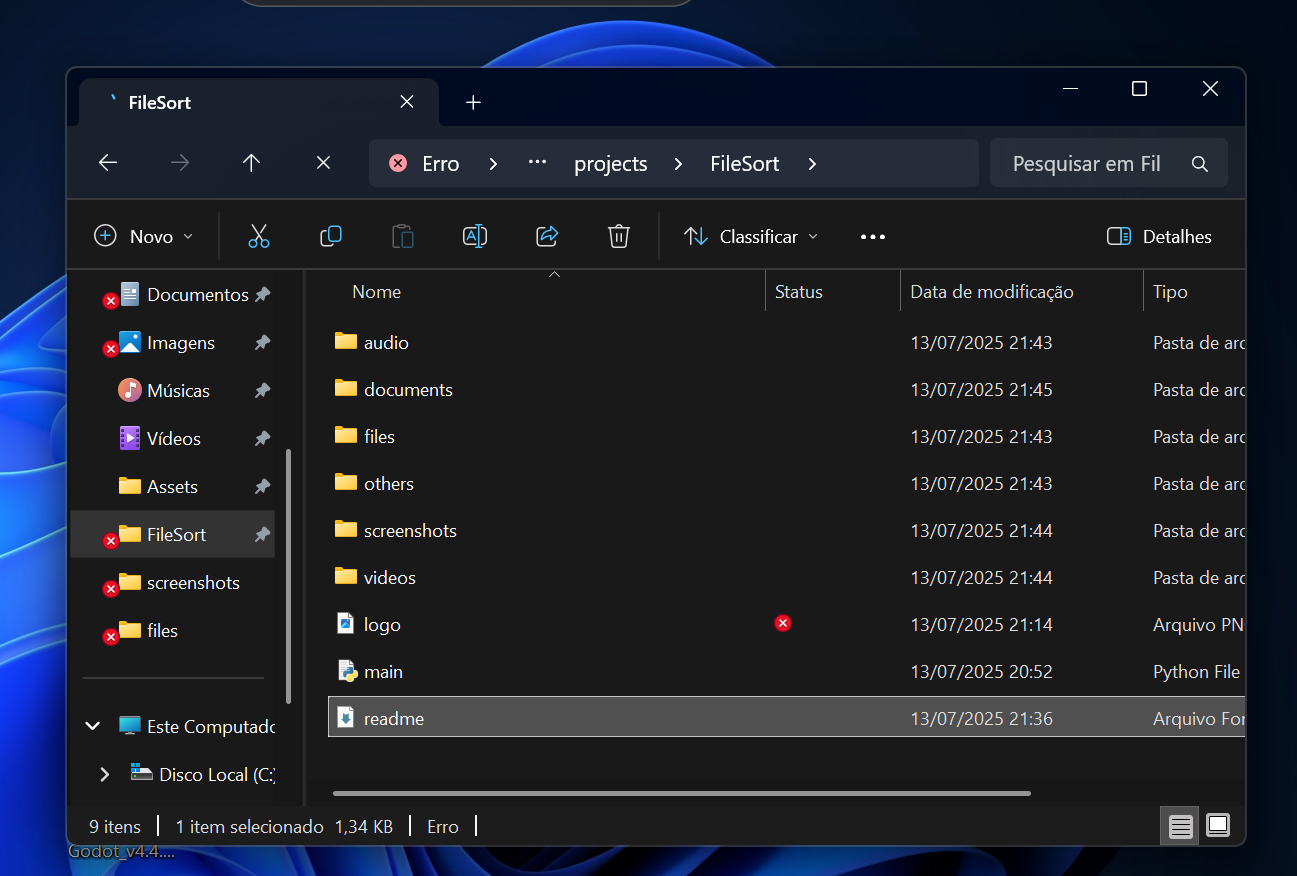 FileSort
Erro ... projects FileSort
Pesquisar em Fil
Novo
Classificar
Detalhes
Nome Status Data de modificação Tipo
Documentos
Imagens
Músicas
Vídeos
Assets
FileSort
screenshots
files
Este Computado
Disco Local (C:)
audio 13/07/2025 21:43 Pasta de arq
documents 13/07/2025 21:45 Pasta de arq
files 13/07/2025 21:43 Pasta de arq
others 13/07/2025 21:43 Pasta de arq
screenshots 13/07/2025 21:44 Pasta de arq
videos 13/07/2025 21:44 Pasta de arq
logo 13/07/2025 21:14 Arquivo PN
main 13/07/2025 20:52 Python File
readme 13/07/2025 21:36 Arquivo For
9 itens 1 item selecionado 1,34 KB Erro
Godot_v4.4....